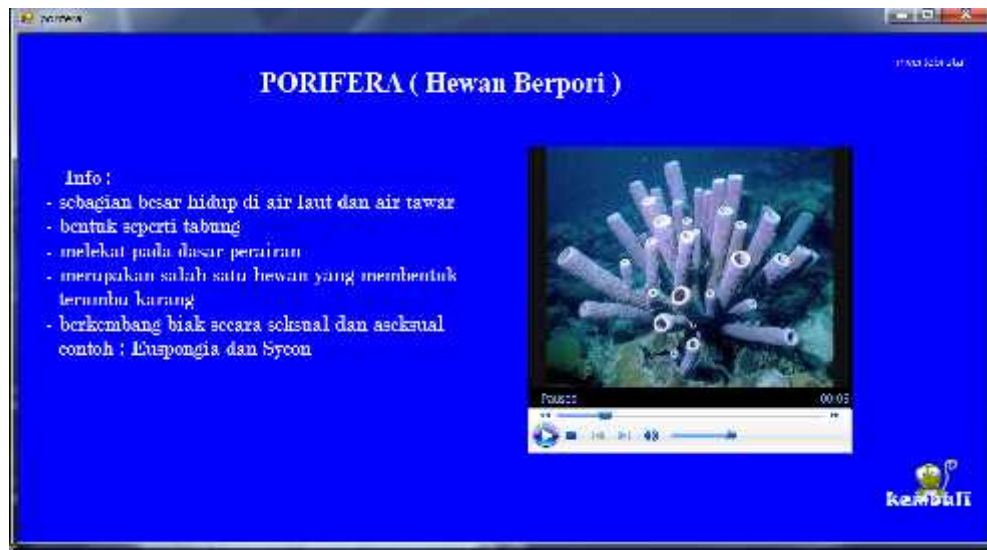 porifera
invertebrata
PORIFERA ( Hewan Berpori )
Info :
- sebagian besar hidup di air laut dan air tawar
- bentuk seperti tabung
- melekat pada dasar perairan
- merupakan salah satu hewan yang membentuk
terumbu karang
- berkembang biak secara seksual dan aseksual
contoh : Euspongia dan Sycon
Paused
kembali